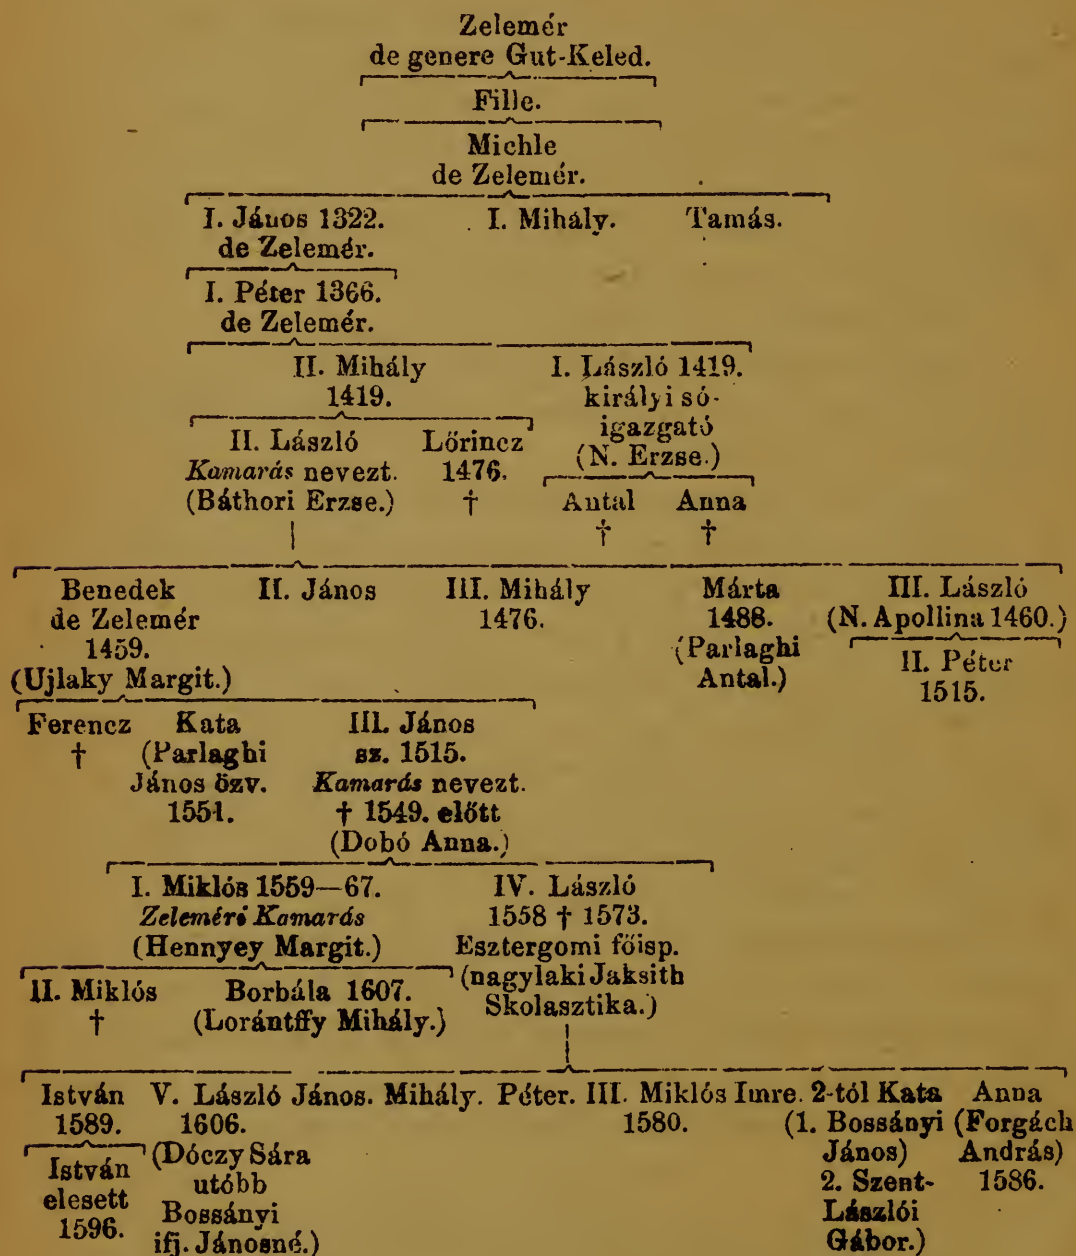 Zelemér
de genere Gut-Keled.
Fille.
Michle
de Zelemér.
I. János 1322. I. Mihály. Tamás.
de Zelemér.
I. Péter 1366.
de Zelemér.
II. Mihály I. László 1419.
1419. királyi só-
igazgató
II. László Lőrincz (N. Erzse.)
Kamarás nevezt. 1476.
(Báthori Erzse.) † Antal Anna
† †
Benedek II. János III. Mihály Márta III. László
de Zelemér 1476. 1488. (N. Apollina 1460.)
1459. (Parlaghi II. Péter
(Ujlaky Margit.) Antal.) 1515.
Ferencz Kata III. János
† (Parlaghi sz. 1515.
János özv. Kamarás nevezt.
1551. † 1549. előtt
(Dobó Anna.)
I. Miklós 1559—67. IV. László
Zeleméri Kamarás 1558 † 1573.
(Hennyey Margit.) Esztergomi főisp.
II. Miklós Borbála 1607. (nagylaki Jaksith
† (Lorántffy Mihály.) Skolasztika.)
István V. László János. Mihály. Péter. III. Miklós Imre. 2-tól Kata Anna
1589. 1606. 1580. (1. Bossányi (Forgách
István (Dóczy Sára János) András)
elesett utóbb 2. Szent- 1586.
1596. Bossányi Lászlói
ifj. Jánosné.) Gábor.)